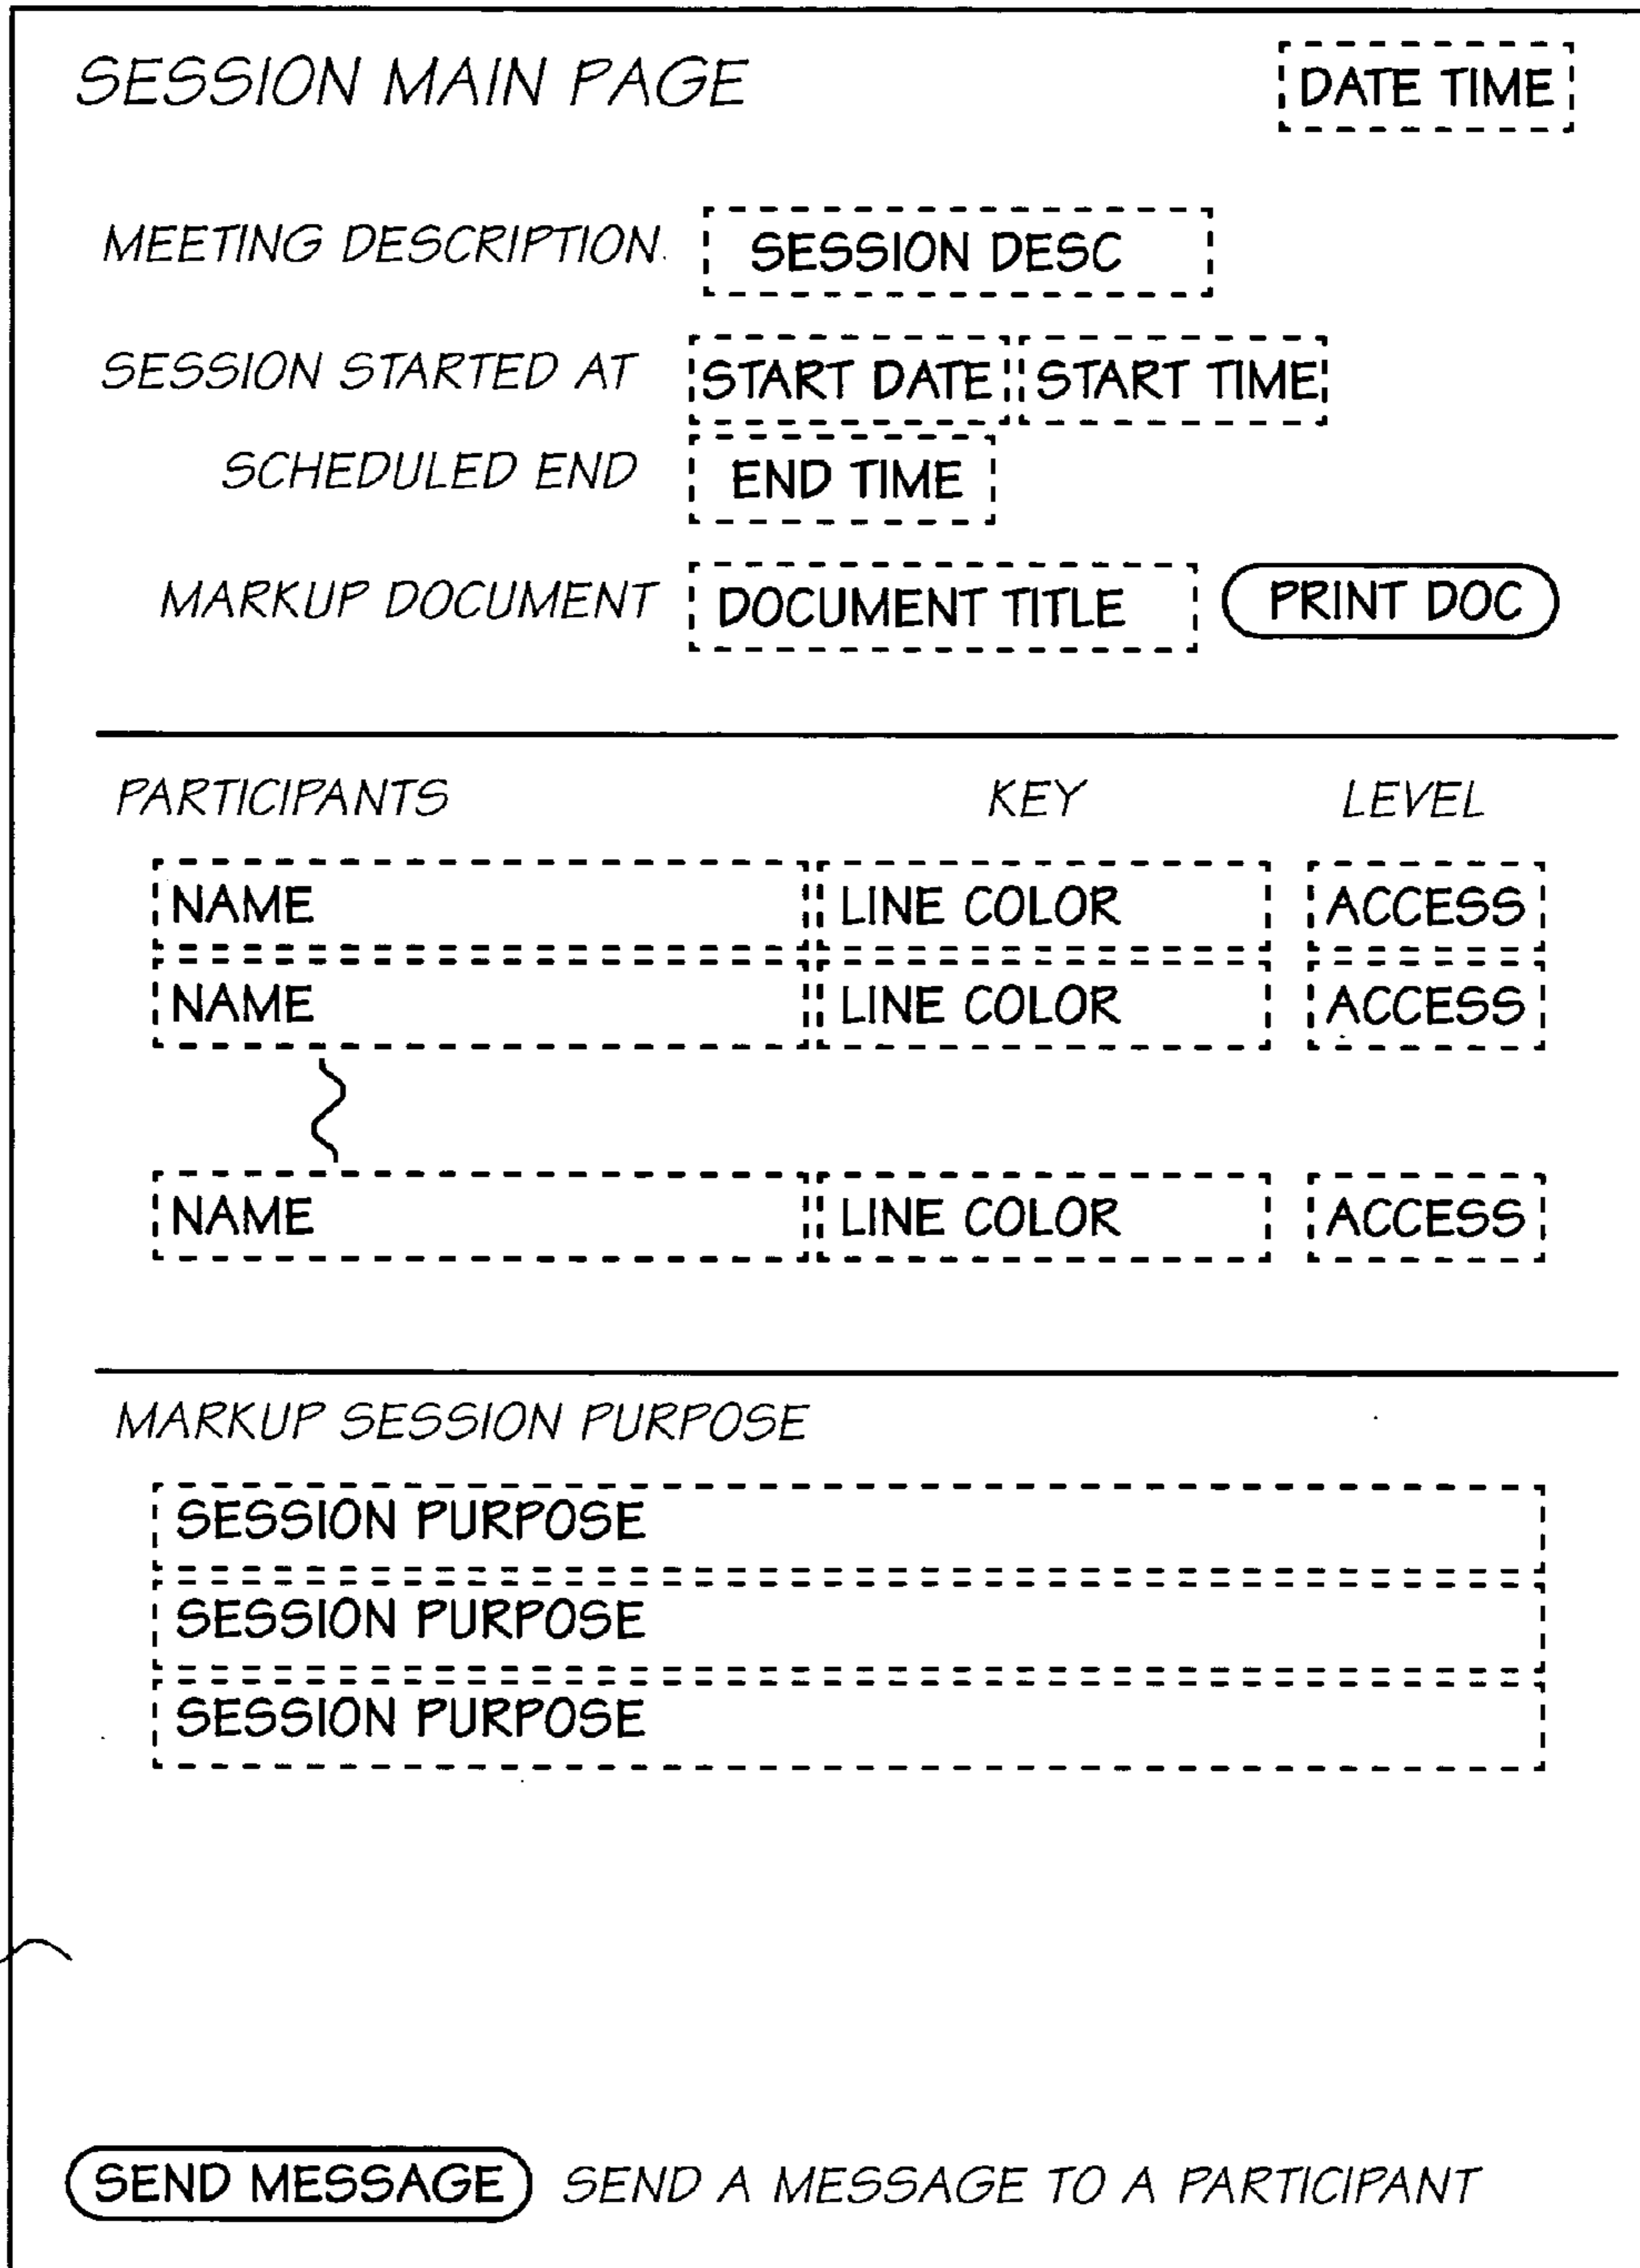 SESSION MAIN PAGE DATE TIME
MEETING DESCRIPTION SESSION DESC
SESSION STARTED AT START DATE START TIME
SCHEDULED END END TIME
MARKUP DOCUMENT DOCUMENT TITLE PRINT DOC
PARTICIPANTS KEY LEVEL
NAME LINE COLOR ACCESS
NAME LINE COLOR ACCESS
NAME LINE COLOR ACCESS
MARKUP SESSION PURPOSE
SESSION PURPOSE
SESSION PURPOSE
SESSION PURPOSE
SEND MESSAGE SEND A MESSAGE TO A PARTICIPANT